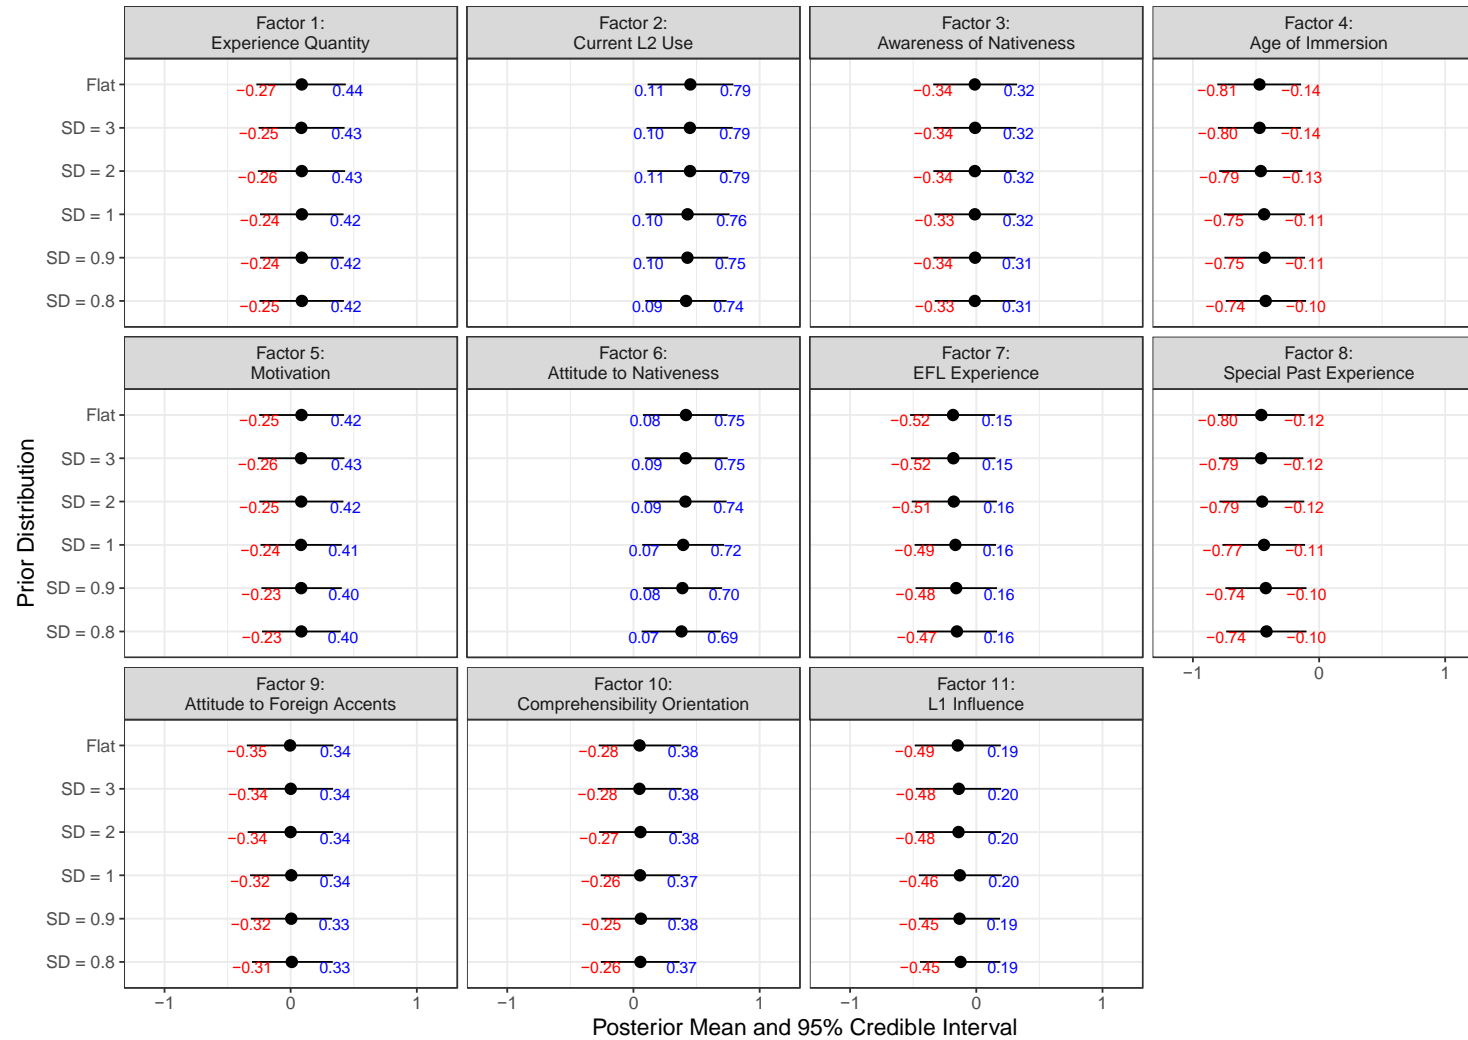 Factor 1:
Experience Quantity
Factor 2:
Current L2 Use
Factor 3:
Awareness of Nativeness
Factor 4:
Age of Immersion
Flat −0.27 0.44 0.11 0.79 −0.34 0.32 −0.81 −0.14
SD = 3 −0.25 0.43 0.10 0.79 −0.34 0.32 −0.80 −0.14
SD = 2 −0.26 0.43 0.11 0.79 −0.34 0.32 −0.79 −0.13
SD = 1 −0.24 0.42 0.10 0.76 −0.33 0.32 −0.75 −0.11
SD = 0.9 −0.24 0.42 0.10 0.75 −0.34 0.31 −0.75 −0.11
SD = 0.8 −0.25 0.42 0.09 0.74 −0.33 0.31 −0.74 −0.10
Factor 5:
Motivation
Factor 6:
Attitude to Nativeness
Factor 7:
EFL Experience
Factor 8:
Special Past Experience
Flat −0.25 0.42 0.08 0.75 −0.52 0.15 −0.80 −0.12
SD = 3 −0.26 0.43 0.09 0.75 −0.52 0.15 −0.79 −0.12
SD = 2 −0.25 0.42 0.09 0.74 −0.51 0.16 −0.79 −0.12
SD = 1 −0.24 0.41 0.07 0.72 −0.49 0.16 −0.77 −0.11
SD = 0.9 −0.23 0.40 0.08 0.70 −0.48 0.16 −0.74 −0.10
SD = 0.8 −0.23 0.40 0.07 0.69 −0.47 0.16 −0.74 −0.10
−1 0 1
Factor 9:
Attitude to Foreign Accents
Factor 10:
Comprehensibility Orientation
Factor 11:
L1 Influence
Flat −0.35 0.34 −0.28 0.38 −0.49 0.19
SD = 3 −0.34 0.34 −0.28 0.38 −0.48 0.20
SD = 2 −0.34 0.34 −0.27 0.38 −0.48 0.20
SD = 1 −0.32 0.34 −0.26 0.37 −0.46 0.20
SD = 0.9 −0.32 0.33 −0.25 0.38 −0.45 0.19
SD = 0.8 −0.31 0.33 −0.26 0.37 −0.45 0.19
−1 0 1 −1 0 1 −1 0 1
Posterior Mean and 95% Credible Interval
Prior Distribution